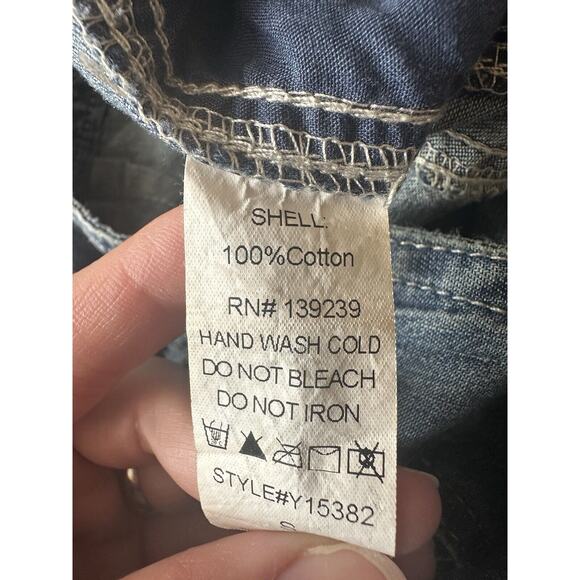 SHELL:
100%Cotton
RN# 139239
HAND WASH COLD
DO NOT BLEACH
DO NOT IRON
STYLE#Y15382
S